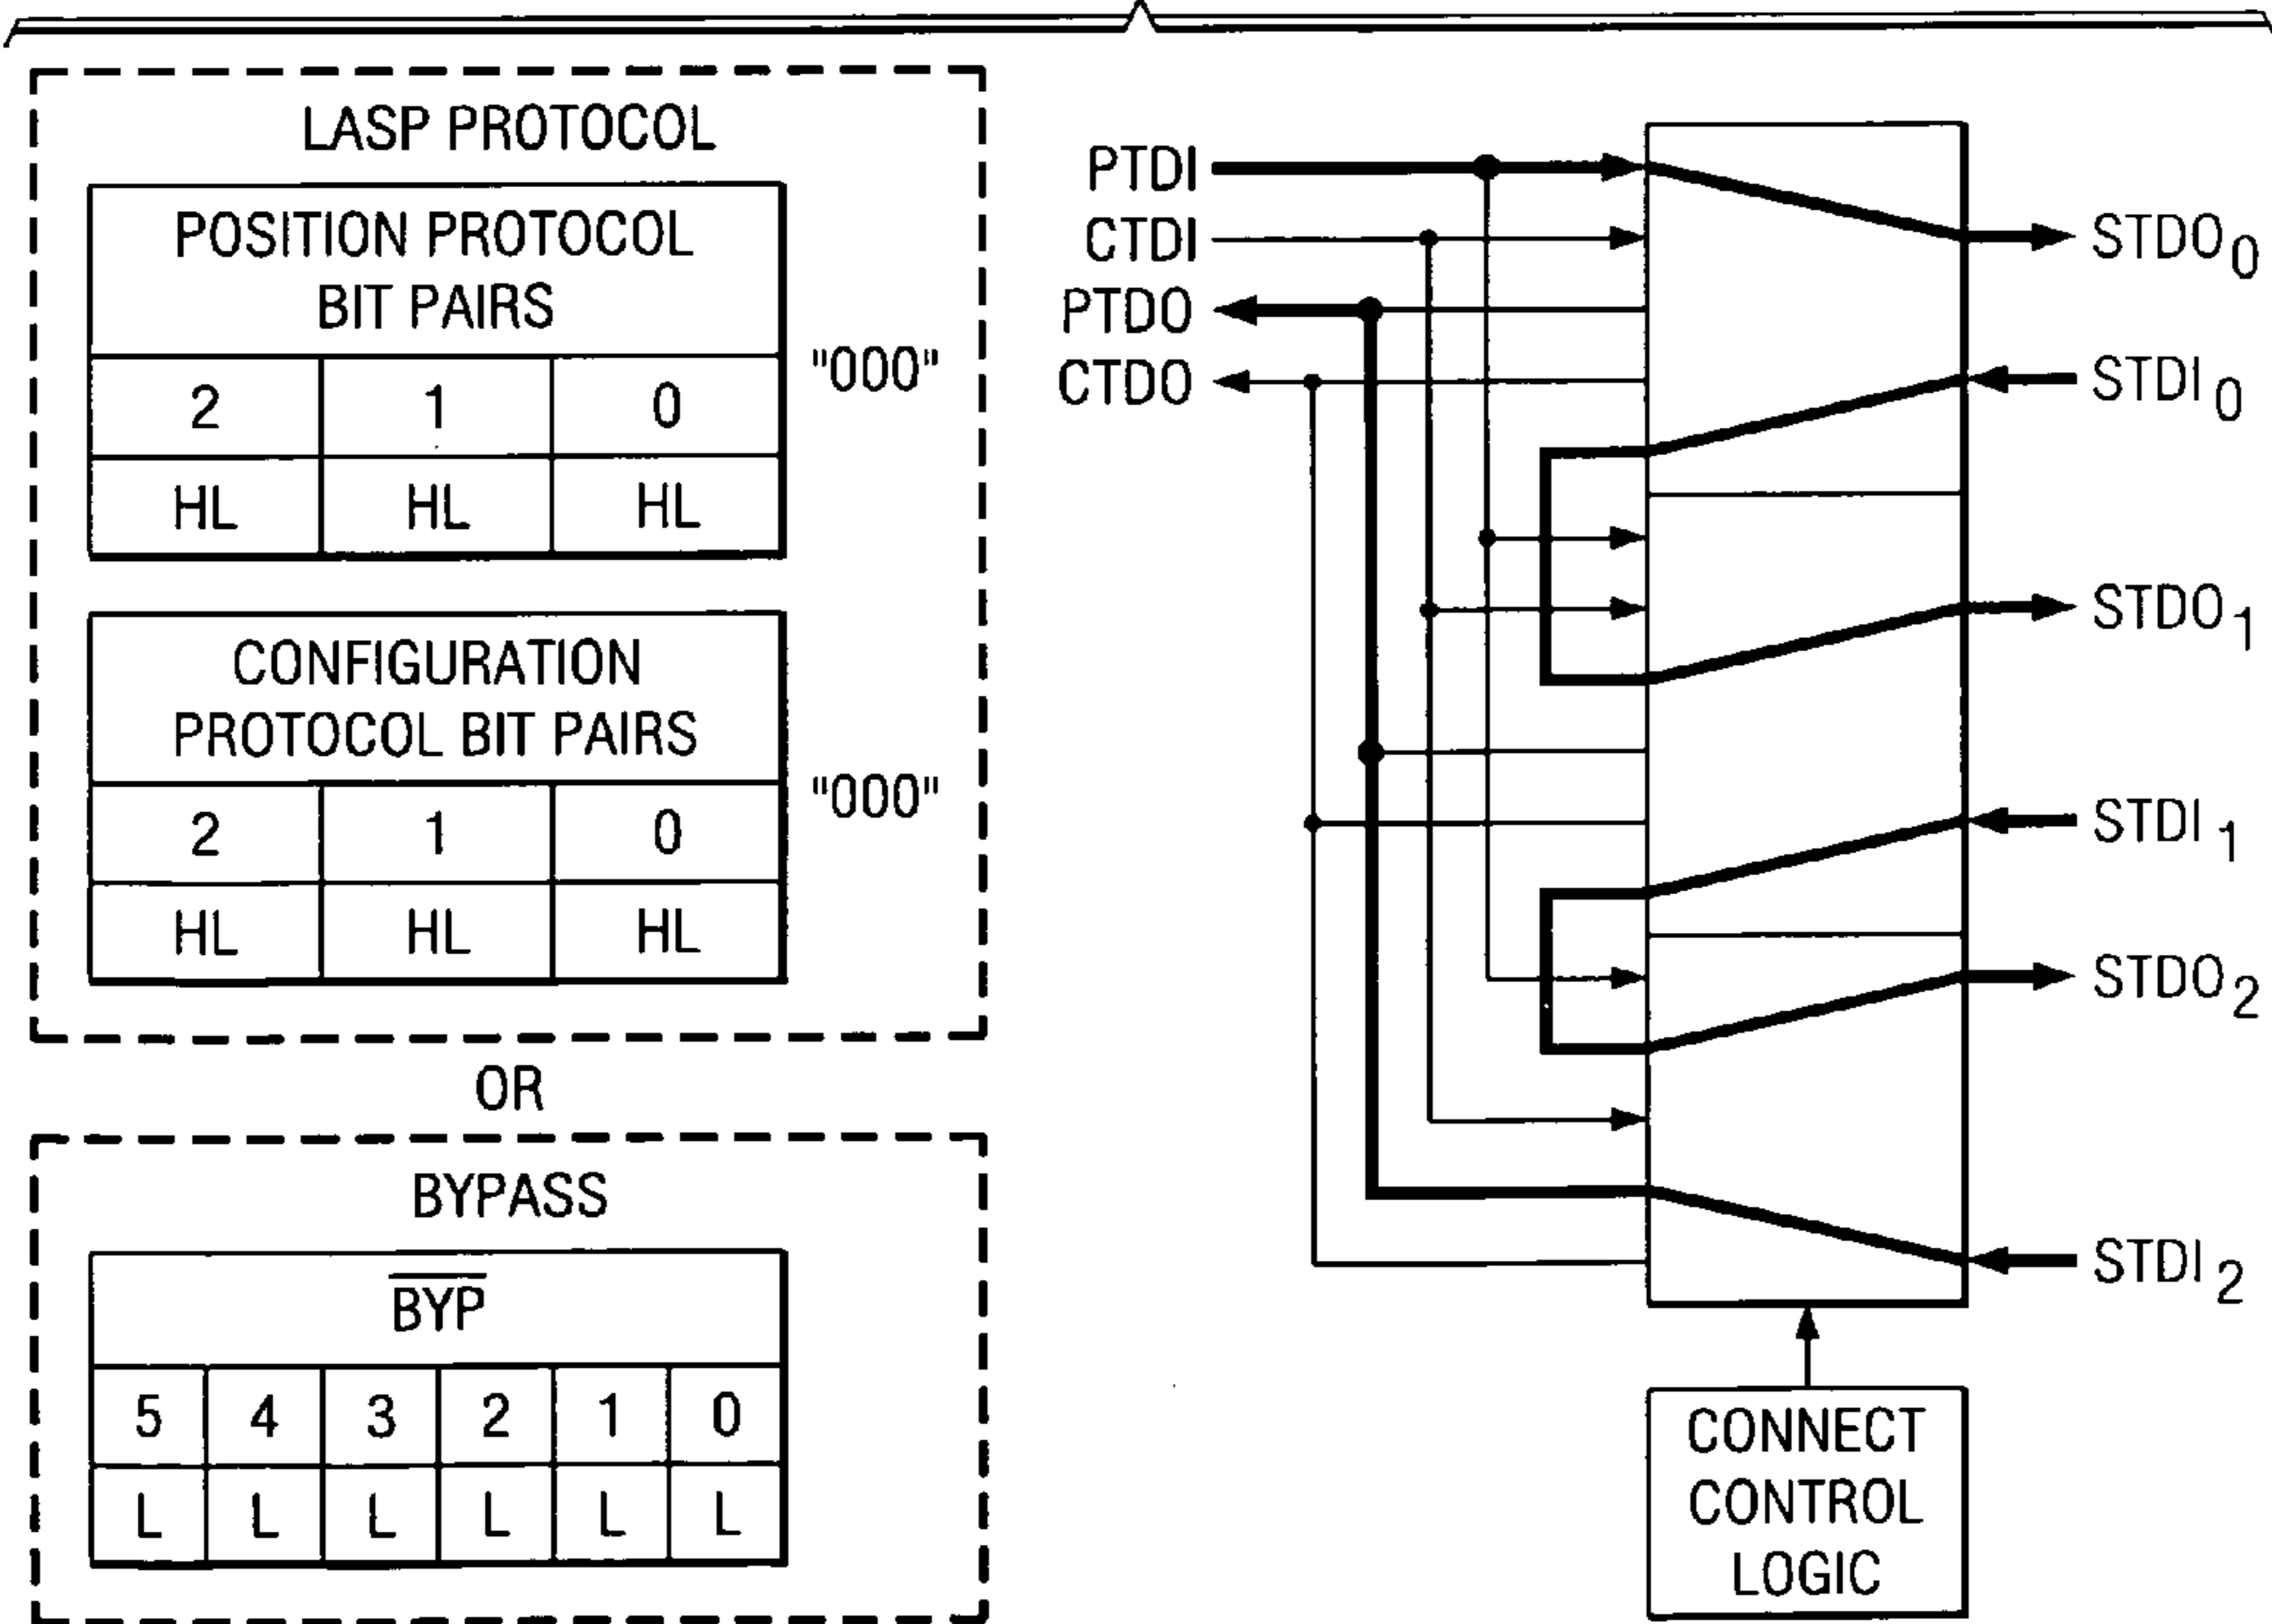 LASP PROTOCOL
POSITION PROTOCOL
BIT PAIRS
2 1 0
HL HL HL
"000"
CONFIGURATION
PROTOCOL BIT PAIRS
2 1 0
HL HL HL
"000"
OR
BYPASS
BYP
5 4 3 2 1 0
L L L L L L
PTDI
CTDI
PTDO
CTDO
STDO0
STDI0
STDO1
STDI1
STDO2
STDI2
CONNECT
CONTROL
LOGIC